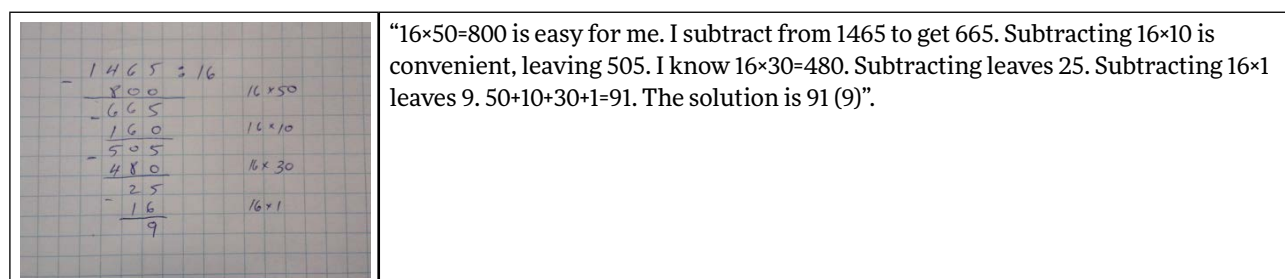 - 1465 : 16
800 16×50
- 665
160 16×10
- 505
480 16×30
25
- 16 16×1
9
“16×50=800 is easy for me. I subtract from 1465 to get 665. Subtracting 16×10 is
convenient, leaving 505. I know 16×30=480. Subtracting leaves 25. Subtracting 16×1
leaves 9. 50+10+30+1=91. The solution is 91 (9)”.